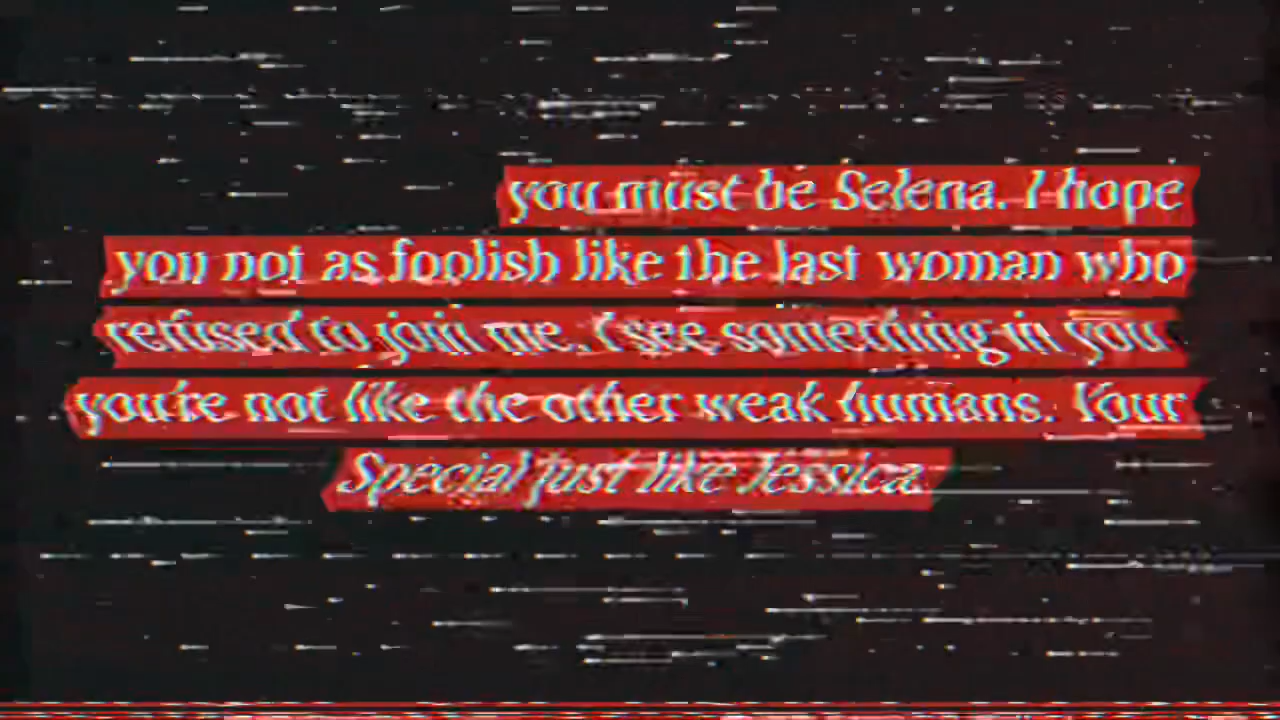 you must be Selena. I hope
you not as foolish like the last woman who
refused to join me. I see something in you
you're not like the other weak humans. Your
Special just like Jessica.